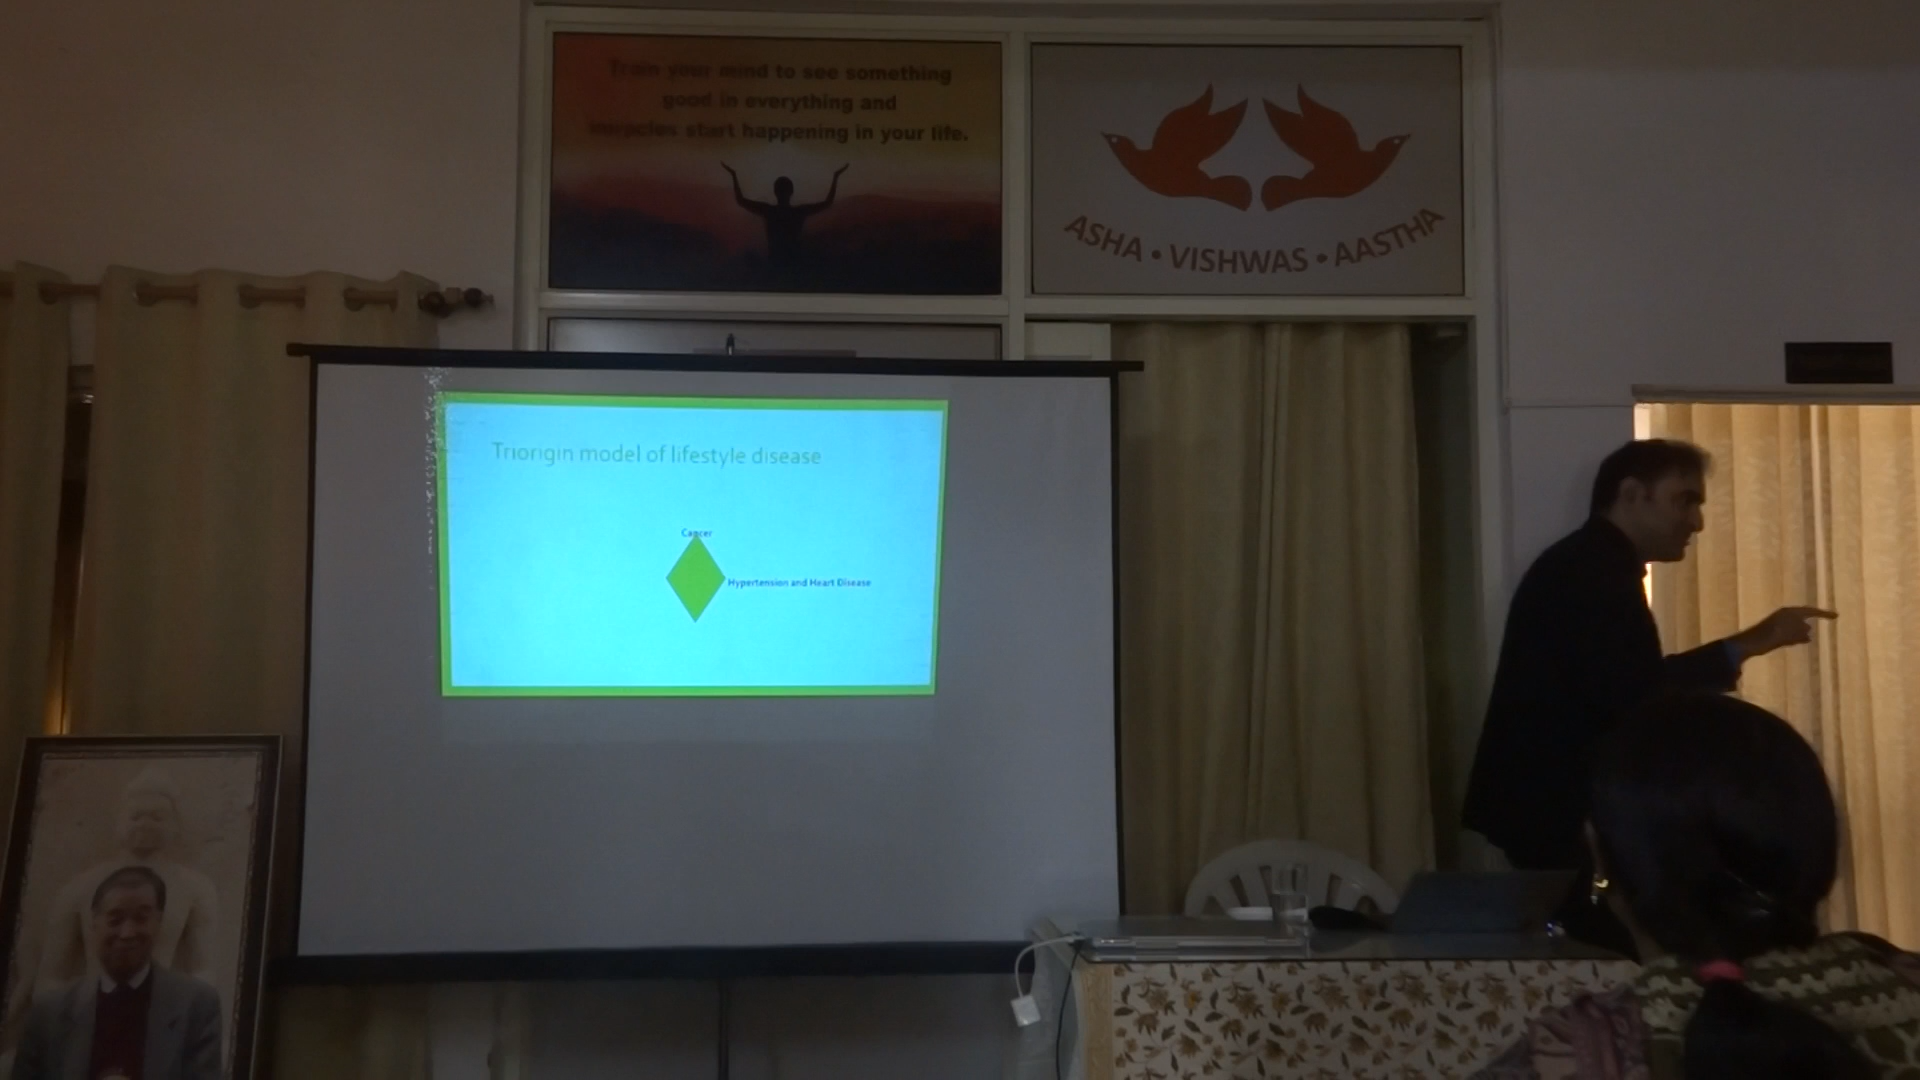 Train your mind to see something
good in everything and
miracles start happening in your life.
ASHA • VISHWAS • AASTHA
Triorigin model of lifestyle disease
Cancer
Hypertension and Heart Disease